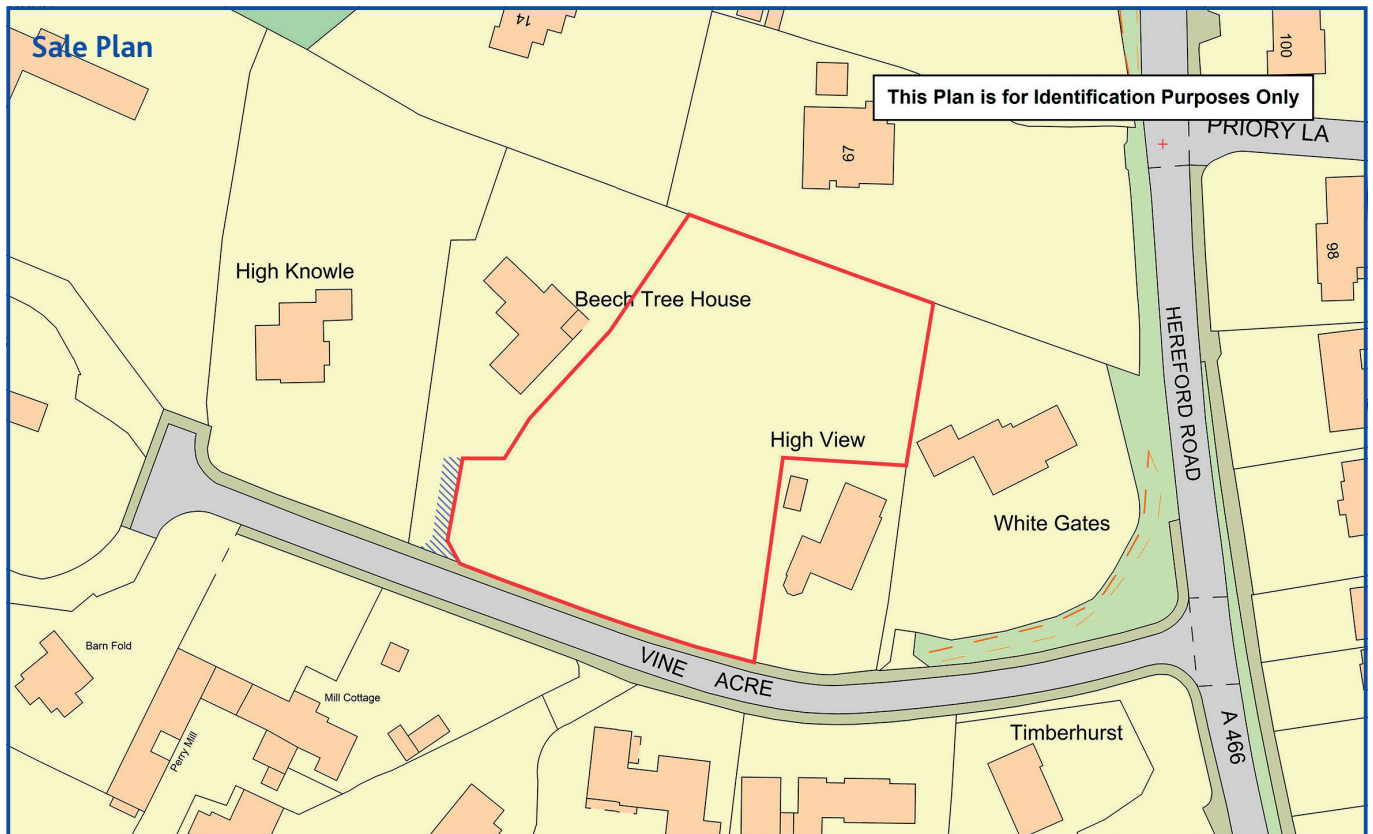 Sale Plan
14
100
This Plan is for Identification Purposes Only
PRIORY LA
67
98
High Knowle
Beech Tree House
HEREFORD ROAD
High View
White Gates
Barn Fold
VINE ACRE
Mill Cottage
Perry Mill
Timberhurst
A 466